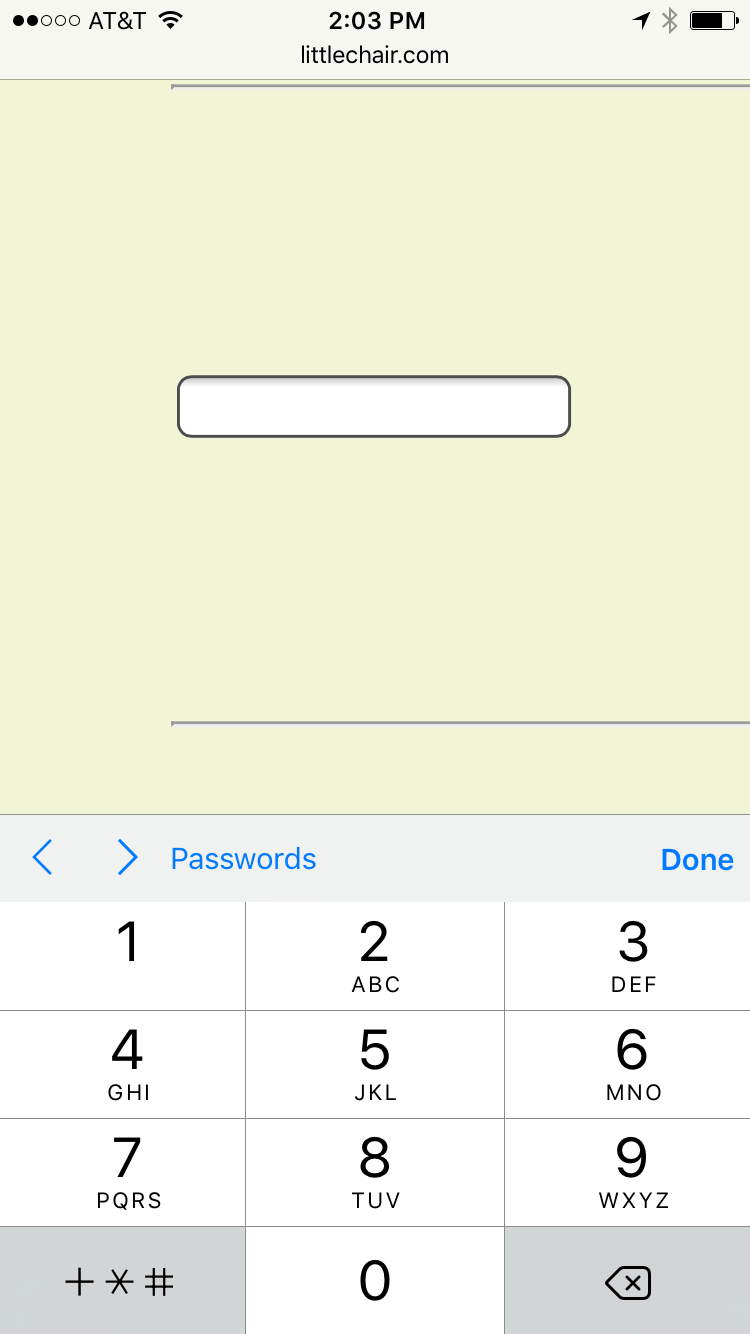 AT&T 2:03 PM
littlechair.com
Passwords Done
1 2 3
ABC DEF
4 5 6
GHI JKL MNO
7 8 9
PQRS TUV WXYZ
+*# 0